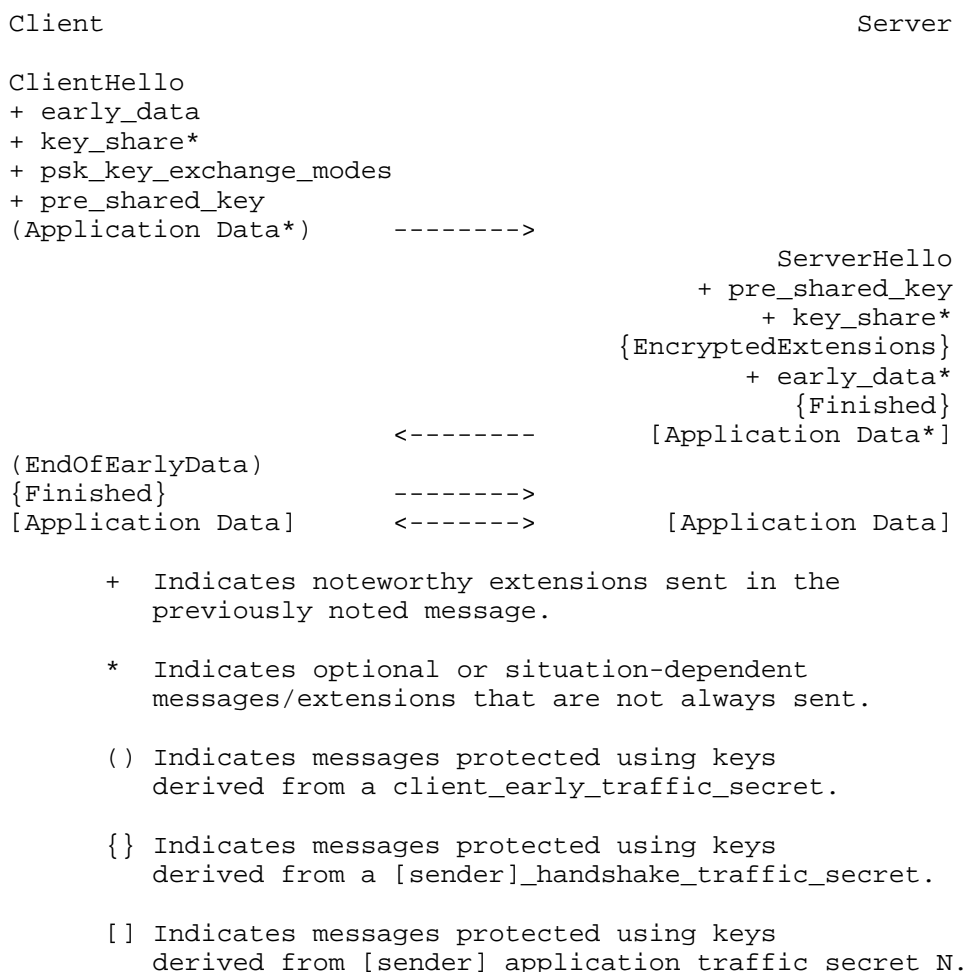 Client Server
ClientHello
+ early_data
+ key_share*
+ psk_key_exchange_modes
+ pre_shared_key
(Application Data*) -------->
ServerHello
+ pre_shared_key
+ key_share*
{EncryptedExtensions}
+ early_data*
{Finished}
<-------- [Application Data*]
(EndOfEarlyData)
{Finished} -------->
[Application Data] <-------> [Application Data]
+ Indicates noteworthy extensions sent in the
previously noted message.
* Indicates optional or situation-dependent
messages/extensions that are not always sent.
() Indicates messages protected using keys
derived from a client_early_traffic_secret.
{} Indicates messages protected using keys
derived from a [sender]_handshake_traffic_secret.
[] Indicates messages protected using keys
derived from [sender]_application_traffic_secret_N.